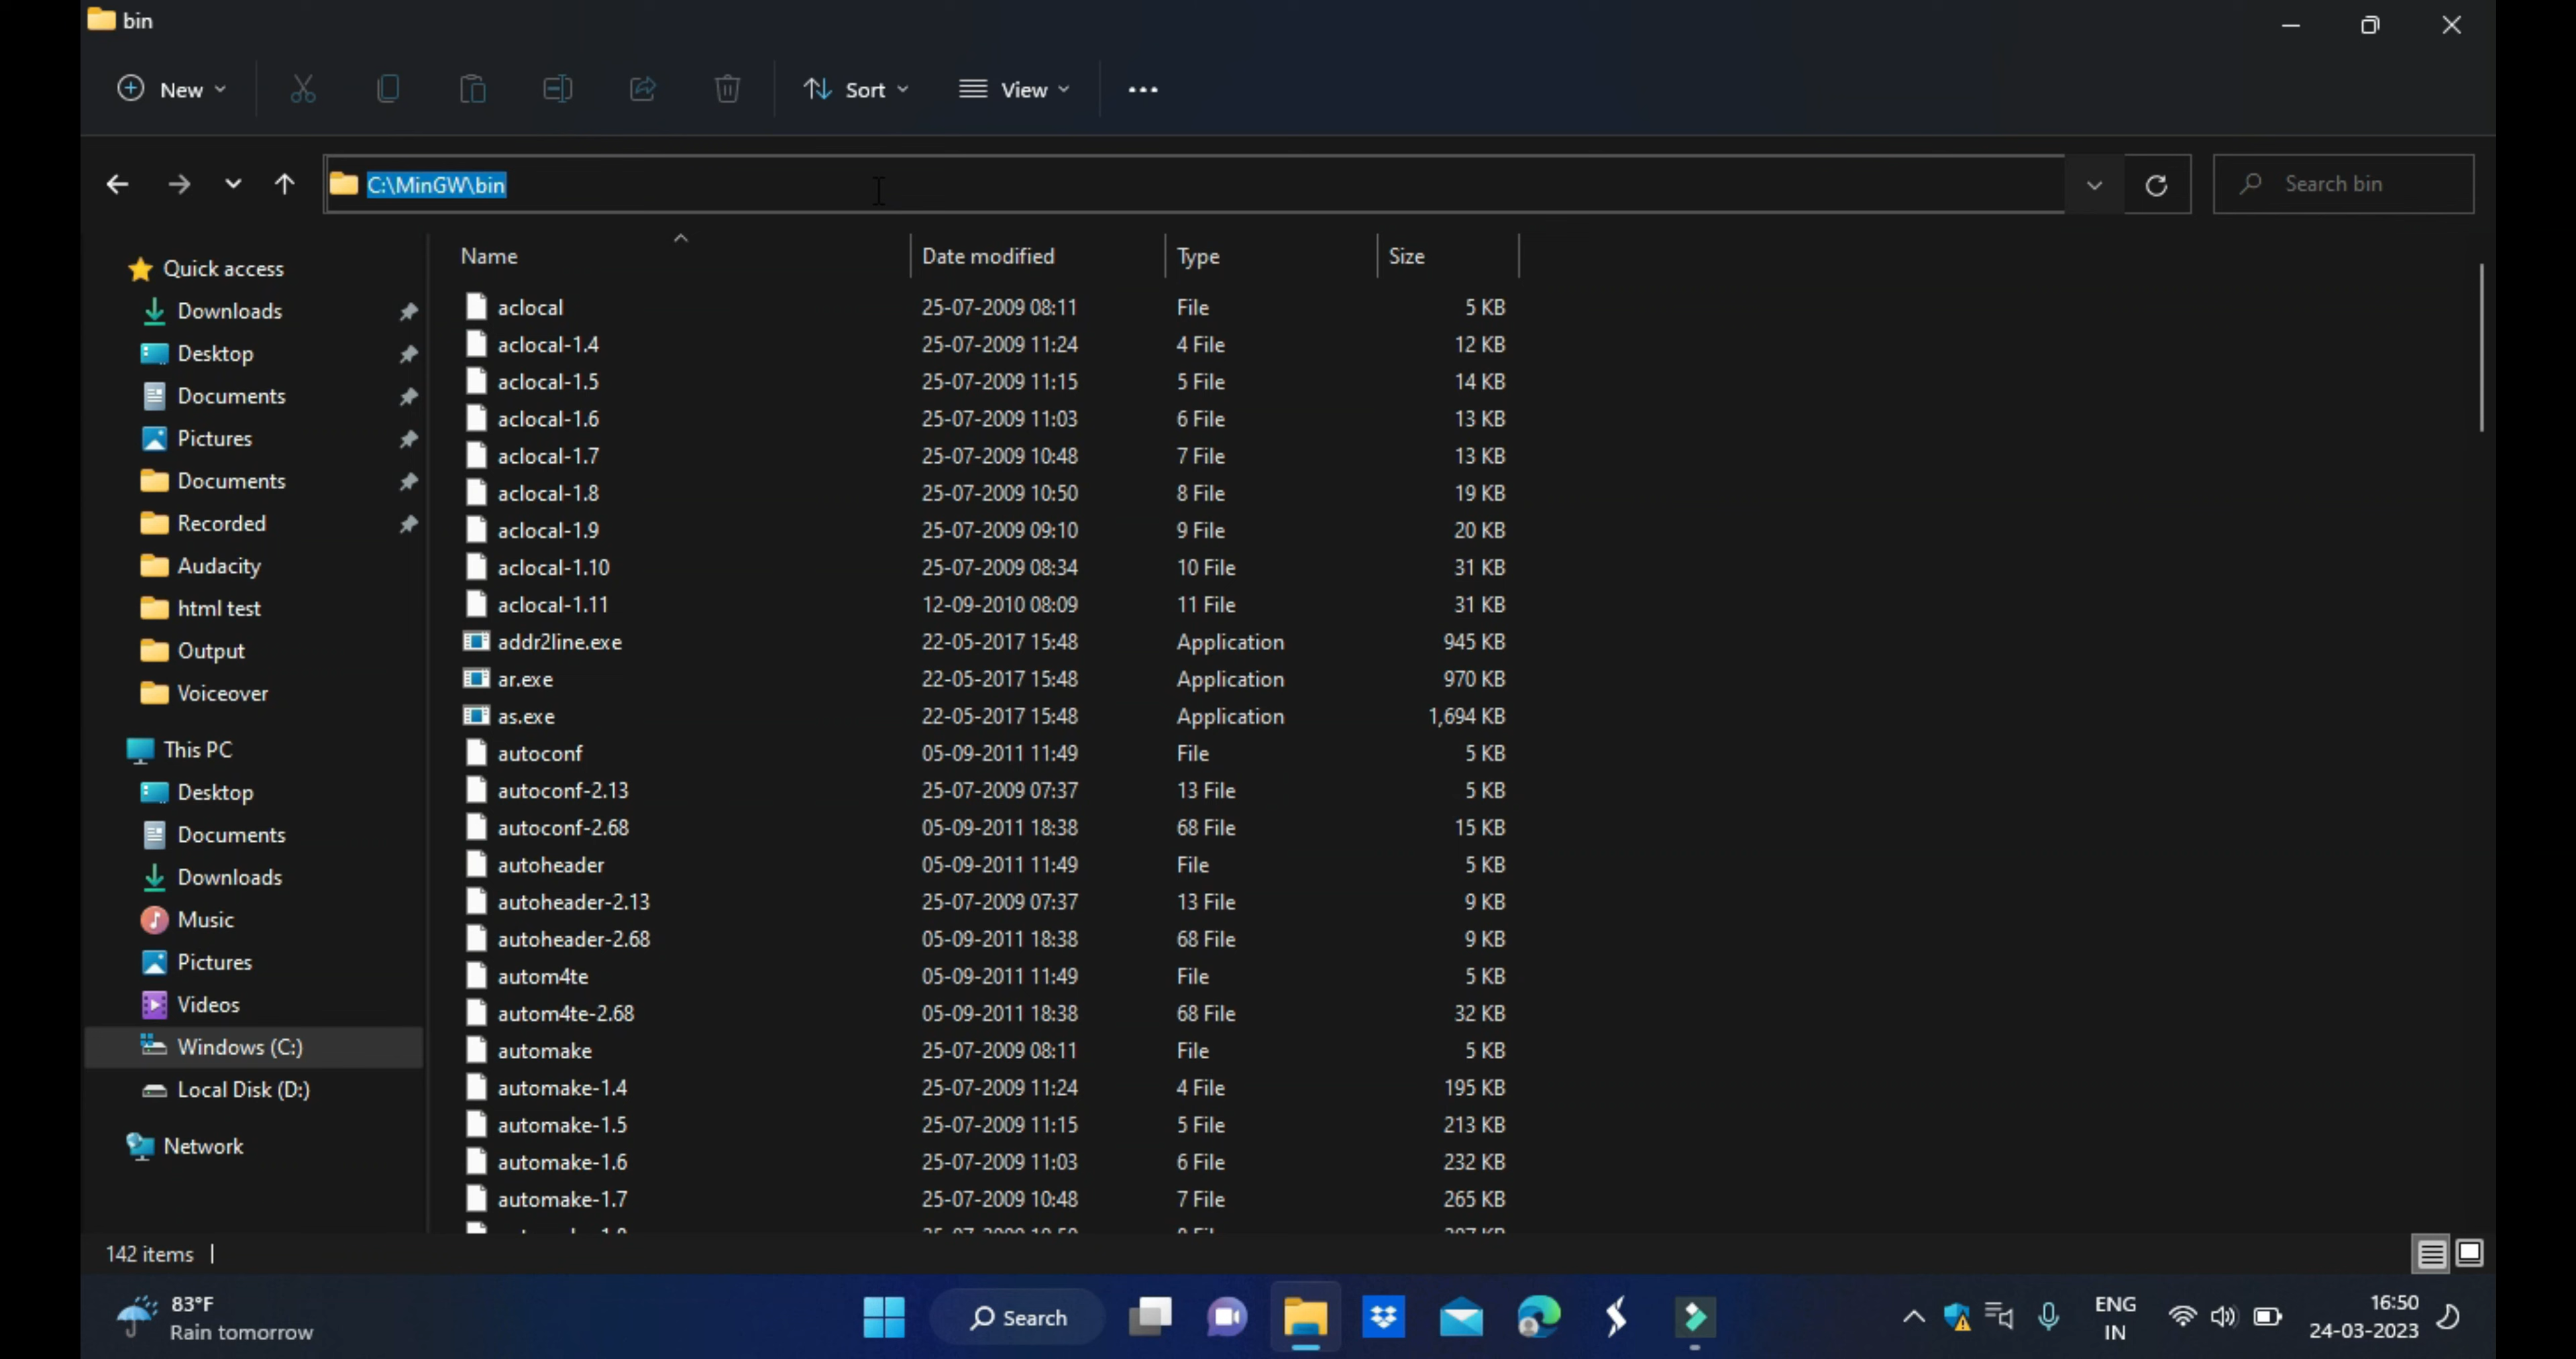 bin
New
Sort
View
C:\MinGW\bin
Search bin
Name Date modified Type Size
Quick access
Downloads
Desktop
Documents
Pictures
Documents
Recorded
Audacity
html test
Output
Voiceover
This PC
Desktop
Documents
Downloads
Music
Pictures
Videos
Windows (C:)
Local Disk (D:)
Network
aclocal 25-07-2009 08:11 File 5 KB
aclocal-1.4 25-07-2009 11:24 4 File 12 KB
aclocal-1.5 25-07-2009 11:15 5 File 14 KB
aclocal-1.6 25-07-2009 11:03 6 File 13 KB
aclocal-1.7 25-07-2009 10:48 7 File 13 KB
aclocal-1.8 25-07-2009 10:50 8 File 19 KB
aclocal-1.9 25-07-2009 09:10 9 File 20 KB
aclocal-1.10 25-07-2009 08:34 10 File 31 KB
aclocal-1.11 12-09-2010 08:09 11 File 31 KB
addr2line.exe 22-05-2017 15:48 Application 945 KB
ar.exe 22-05-2017 15:48 Application 970 KB
as.exe 22-05-2017 15:48 Application 1,694 KB
autoconf 05-09-2011 11:49 File 5 KB
autoconf-2.13 25-07-2009 07:37 13 File 5 KB
autoconf-2.68 05-09-2011 18:38 68 File 15 KB
autoheader 05-09-2011 11:49 File 5 KB
autoheader-2.13 25-07-2009 07:37 13 File 9 KB
autoheader-2.68 05-09-2011 18:38 68 File 9 KB
autom4te 05-09-2011 11:49 File 5 KB
autom4te-2.68 05-09-2011 18:38 68 File 32 KB
automake 25-07-2009 08:11 File 5 KB
automake-1.4 25-07-2009 11:24 4 File 195 KB
automake-1.5 25-07-2009 11:15 5 File 213 KB
automake-1.6 25-07-2009 11:03 6 File 232 KB
automake-1.7 25-07-2009 10:48 7 File 265 KB
142 items
83°F
Rain tomorrow
Search
ENG
IN
16:50
24-03-2023